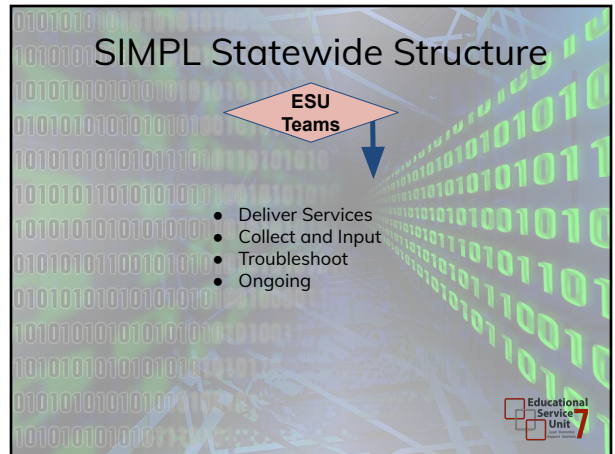 SIMPL Statewide Structure
ESU
Teams
● Deliver Services
● Collect and Input
● Troubleshoot
● Ongoing
Educational
Service
Unit
7